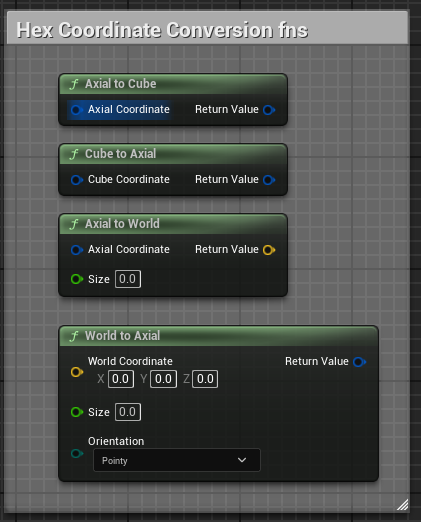 Hex Coordinate Conversion fns
f Axial to Cube
Axial Coordinate Return Value
f Cube to Axial
Cube Coordinate Return Value
f Axial to World
Axial Coordinate Return Value
Size 0.0
f World to Axial
World Coordinate Return Value
X 0.0 Y 0.0 Z 0.0
Size 0.0
Orientation
Pointy